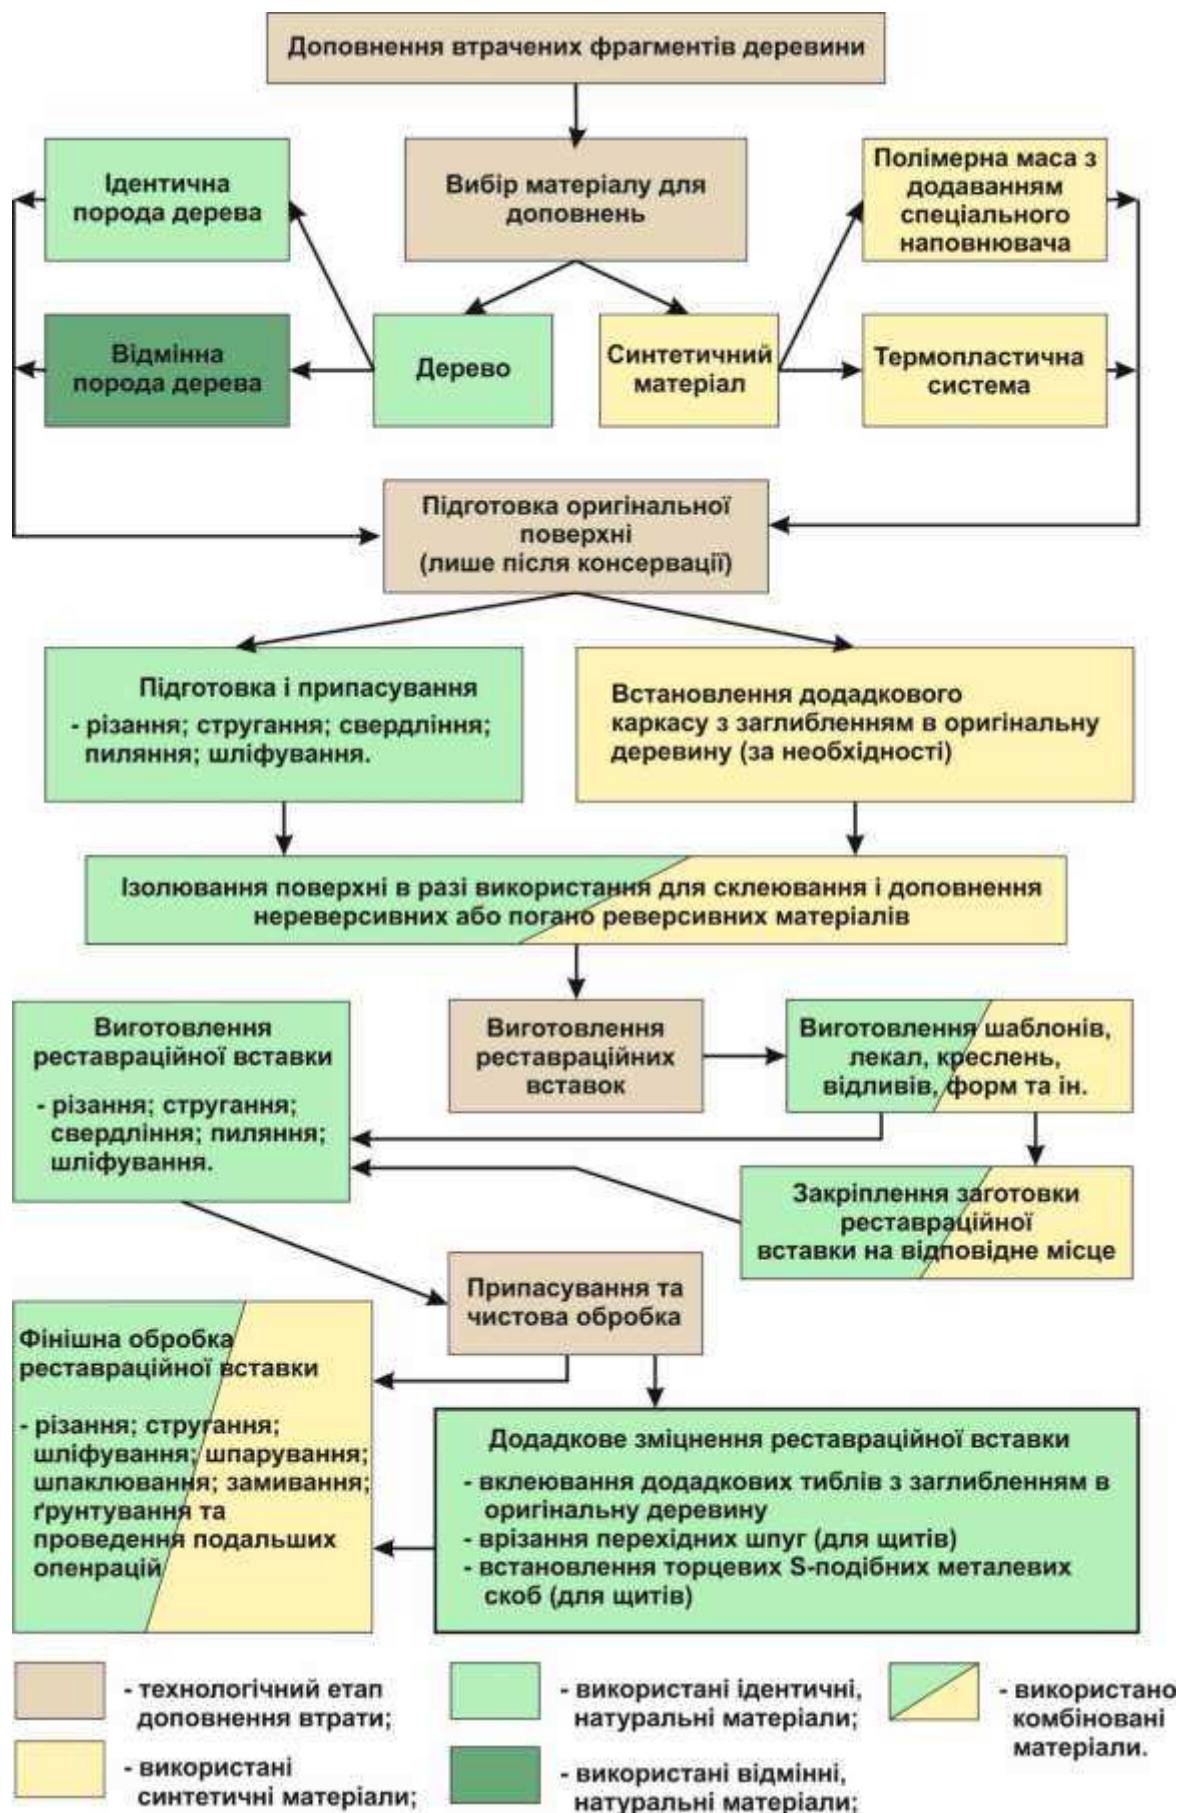 Доповнення втрачених фрагментів деревини
Ідентична
порода дерева
Вибір матеріалу для
доповнень
Полімерна маса з
додаванням
спеціального
наповнювача
Відмінна
порода дерева
Дерево
Синтетичний
матеріал
Термопластична
система
Підготовка оригінальної
поверхні
(лише після консервації)
Підготовка і припасування
- різання; стругання; свердління;
пиляння; шліфування.
Встановлення додадкового
каркасу з заглибленням в оригінальну
деревину (за необхідності)
Ізолювання поверхні в разі використання для склеювання і доповнення
нереверсивних або погано реверсивних матеріалів
Виготовлення
реставраційної вставки
- різання; стругання;
свердління; пиляння;
шліфування.
Виготовлення
реставраційних
вставок
Виготовлення шаблонів,
лекал, креслень,
відливів, форм та ін.
Закріплення заготовки
реставраційної
вставки на відповідне місце
Припасування та
чистова обробка
Фінішна обробка
реставраційної вставки
- різання; стругання;
шліфування; шпарування;
шпаклювання; замивання;
ґрунтування та
проведення подальших
опенрацій
Додадкове зміцнення реставраційної вставки
- вклеювання додадкових тиблів з заглибленням в
оригінальну деревину
- врізання перехідних шпуг (для щитів)
- встановлення торцевих S-подібних металевих
скоб (для щитів)
- технологічний етап
доповнення втрати;
- використані
синтетичні матеріали;
- використані ідентичні,
натуральні матеріали;
- використані відмінні,
натуральні матеріали;
- використано
комбіновані
матеріали.